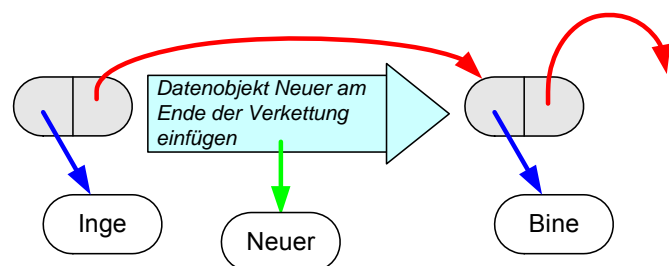 Datenobjekt Neuer am
Ende der Verkettung
einfügen
Inge
Neuer
Bine